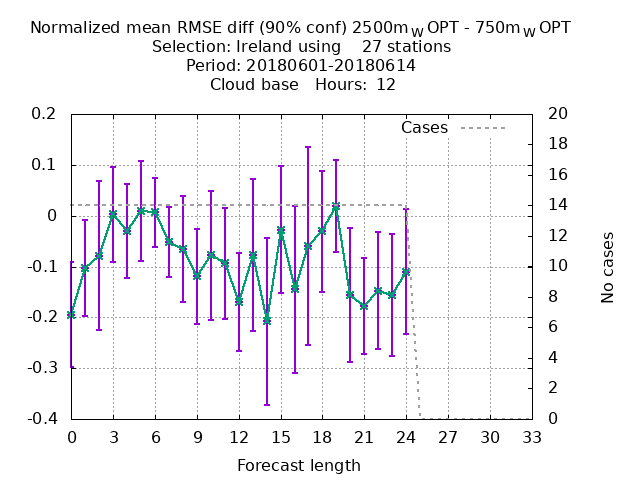 Normalized mean RMSE diff (90% conf) 2500m_W OPT - 750m_W OPT
Selection: Ireland using 27 stations
Period: 20180601-20180614
Cloud base Hours: 12
Cases
0.2
0.1
0
-0.1
-0.2
-0.3
-0.4
20
18
16
14
12
10
8
6
4
2
0
No cases
0 3 6 9 12 15 18 21 24 27 30 33
Forecast length